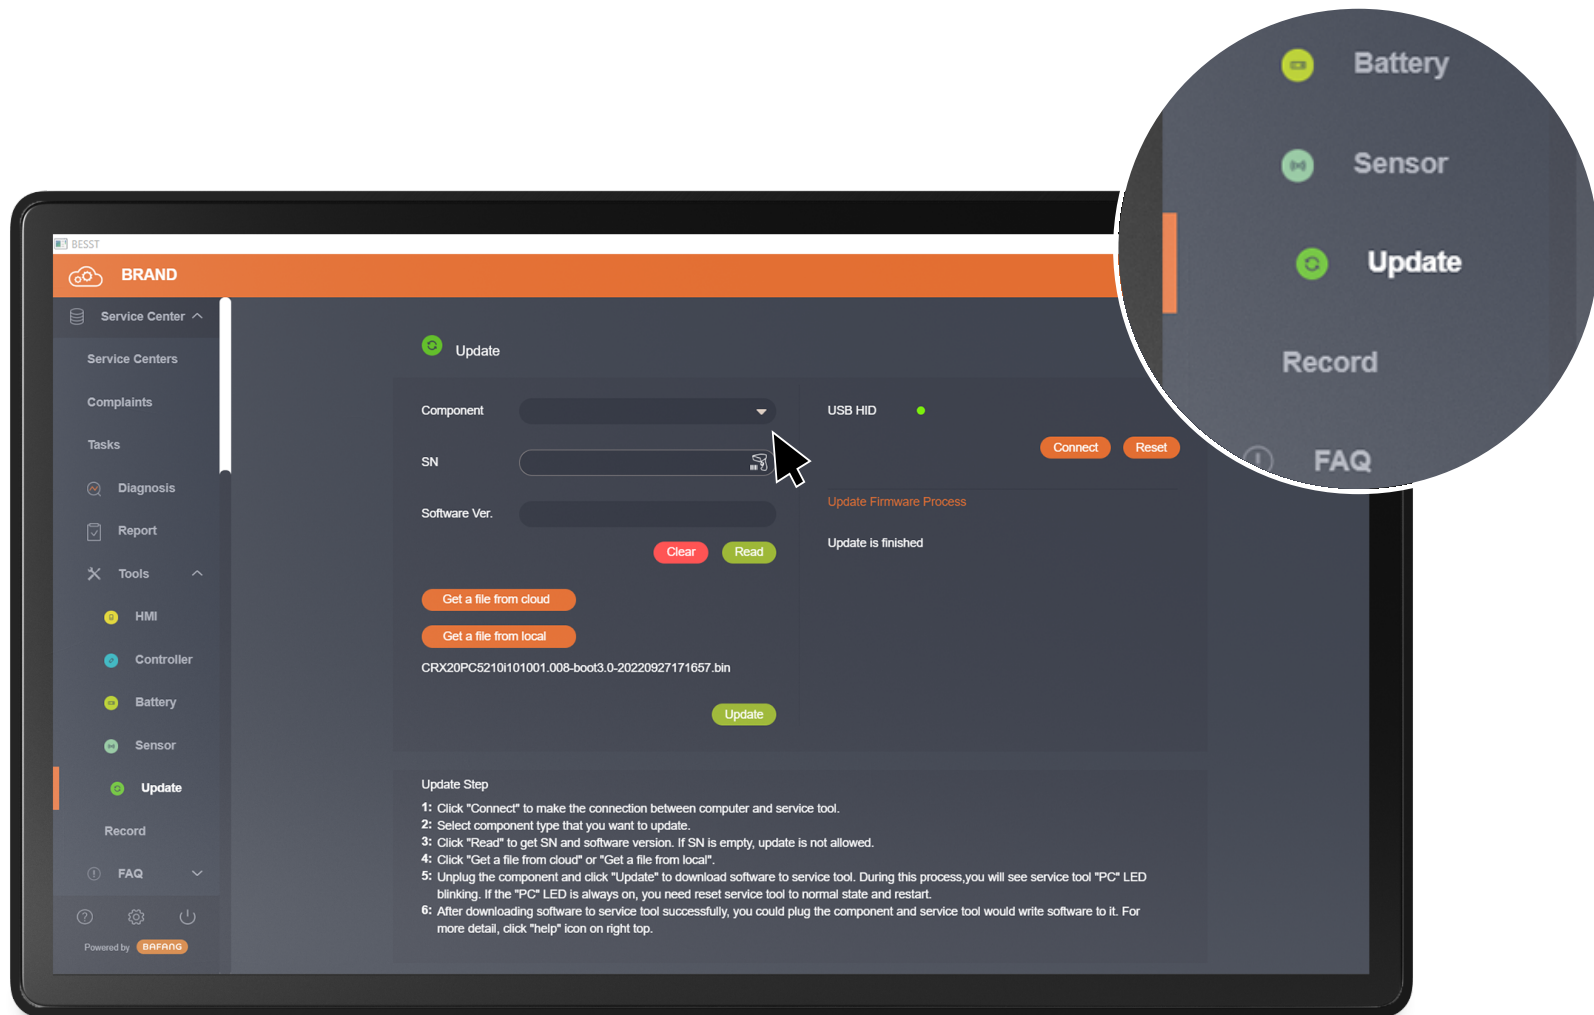 Battery
Sensor
Update
Record
FAQ
BESST
BRAND
Service Center
Service Centers
Complaints
Tasks
Diagnosis
Report
Tools
HMI
Controller
Battery
Sensor
Update
Record
FAQ
Powered by BAFANG
Update
Component
SN
Software Ver.
Clear Read
Get a file from cloud
Get a file from local
CRX20PC5210i101001.008-boot3.0-20220927171657.bin
Update
USB HID
Connect Reset
Update Firmware Process
Update is finished
Update Step
1: Click "Connect" to make the connection between computer and service tool.
2: Select component type that you want to update.
3: Click "Read" to get SN and software version. If SN is empty, update is not allowed.
4: Click "Get a file from cloud" or "Get a file from local".
5: Unplug the component and click "Update" to download software to service tool. During this process,you will see service tool "PC" LED
blinking. If the "PC" LED is always on, you need reset service tool to normal state and restart.
6: After downloading software to service tool successfully, you could plug the component and service tool would write software to it. For
more detail, click "help" icon on right top.